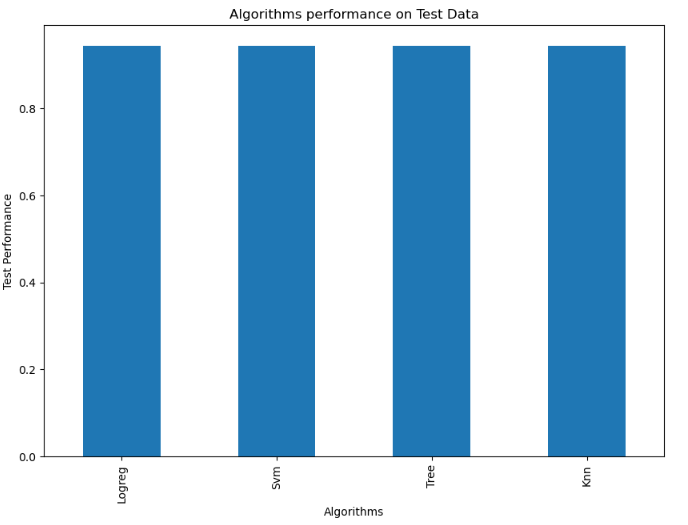 Algorithms performance on Test Data
Test Performance
0.8
0.6
0.4
0.2
0.0
Logreg
Svm
Tree
Knn
Algorithms